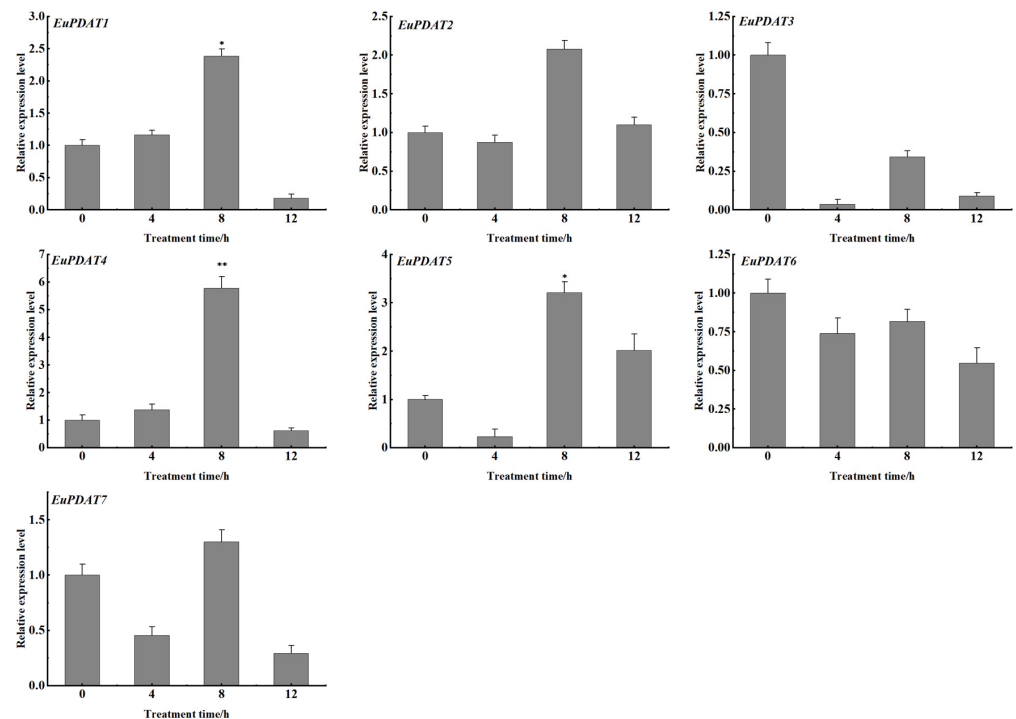 EuPDAT1
Relative expression level
3.0
2.5
2.0
1.5
1.0
0.5
0.0
*
0 4 8 12
Treatment time/h
EuPDAT2
Relative expression level
2.5
2.0
1.5
1.0
0.5
0.0
0 4 8 12
Treatment time/h
EuPDAT3
Relative expression level
1.25
1.00
0.75
0.50
0.25
0.00
0 4 8 12
Treatment time/h
EuPDAT4
Relative expression level
7
6
5
4
3
2
1
0
**
0 4 8 12
Treatment time/h
EuPDAT5
Relative expression level
4
3
2
1
0
*
0 4 8 12
Treatment time/h
EuPDAT6
Relative expression level
1.25
1.00
0.75
0.50
0.25
0.00
0 4 8 12
Treatment time/h
EuPDAT7
Relative expression level
1.5
1.0
0.5
0.0
0 4 8 12
Treatment time/h